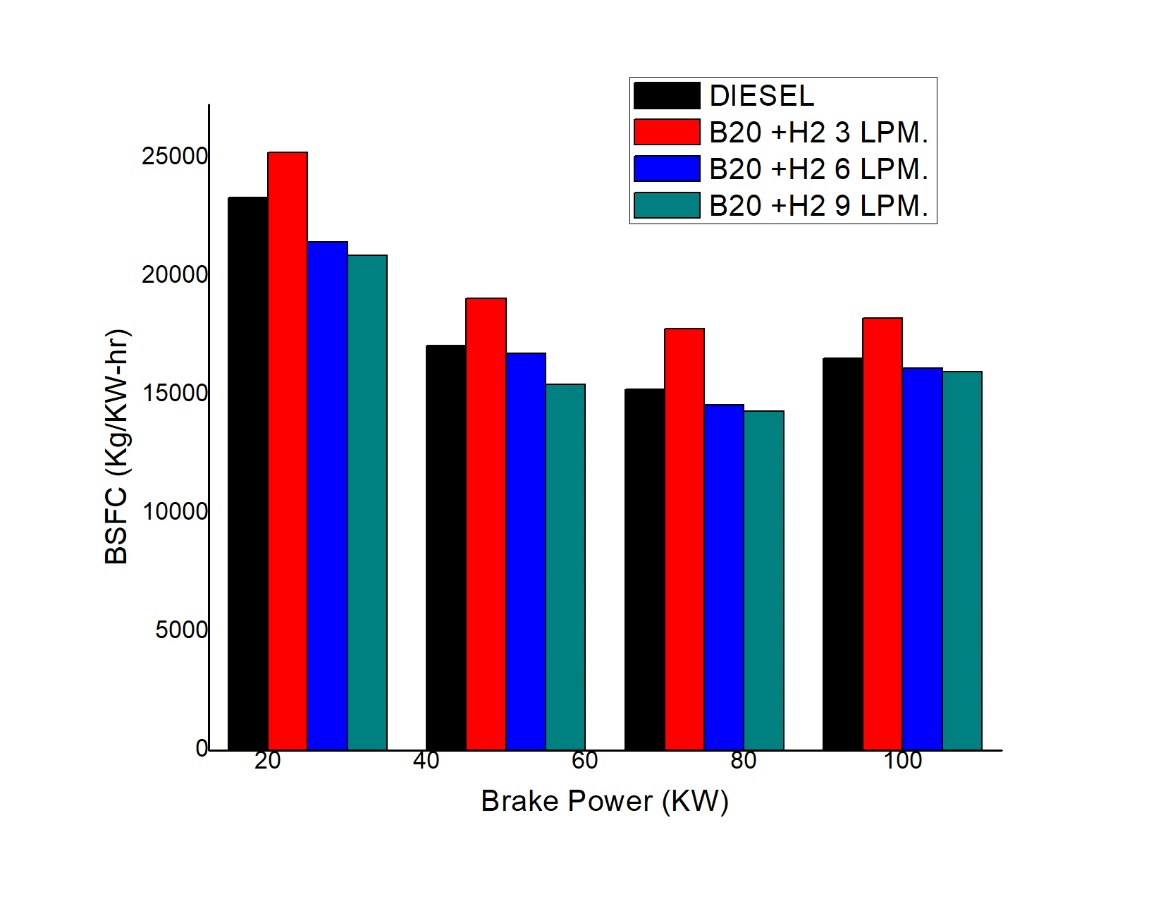 DIESEL
B20 +H2 3 LPM.
B20 +H2 6 LPM.
B20 +H2 9 LPM.
25000
20000
15000
10000
5000
0
BSFC (Kg/KW-hr)
20 40 60 80 100
Brake Power (KW)